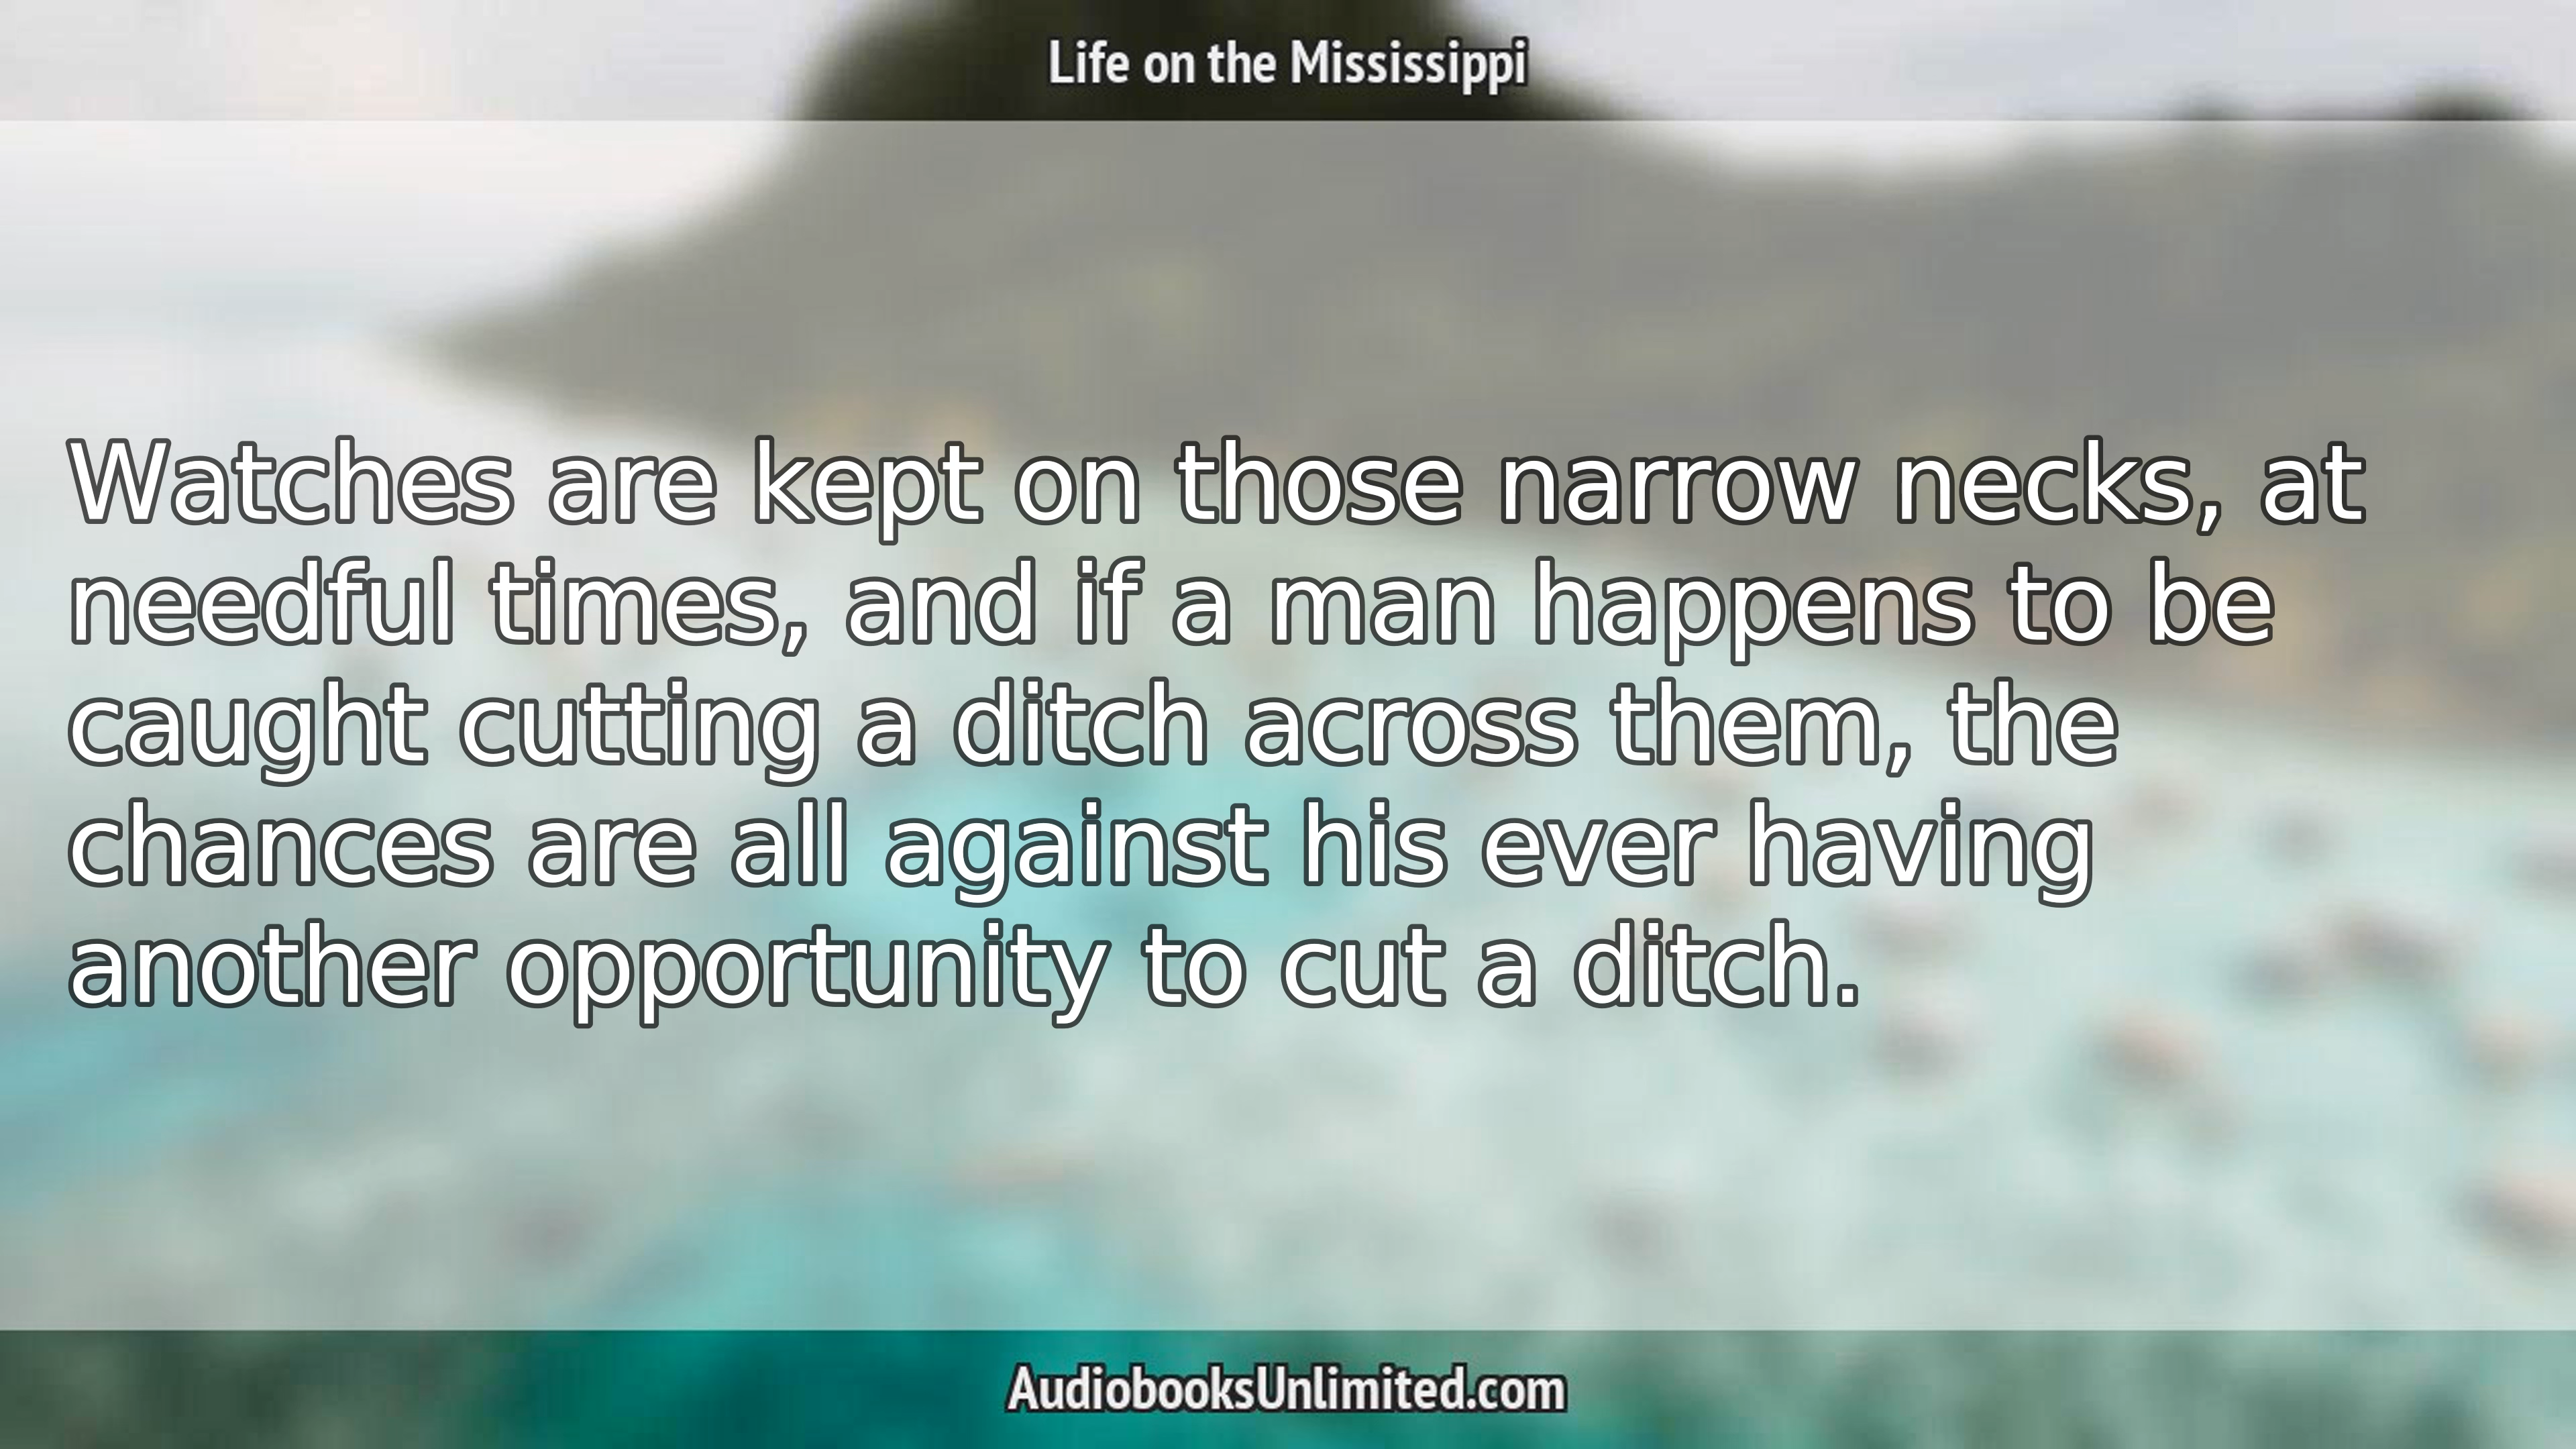 Life on the Mississippi
Watches are kept on those narrow necks, at
needful times, and if a man happens to be
caught cutting a ditch across them, the
chances are all against his ever having
another opportunity to cut a ditch.
AudiobooksUnlimited.com